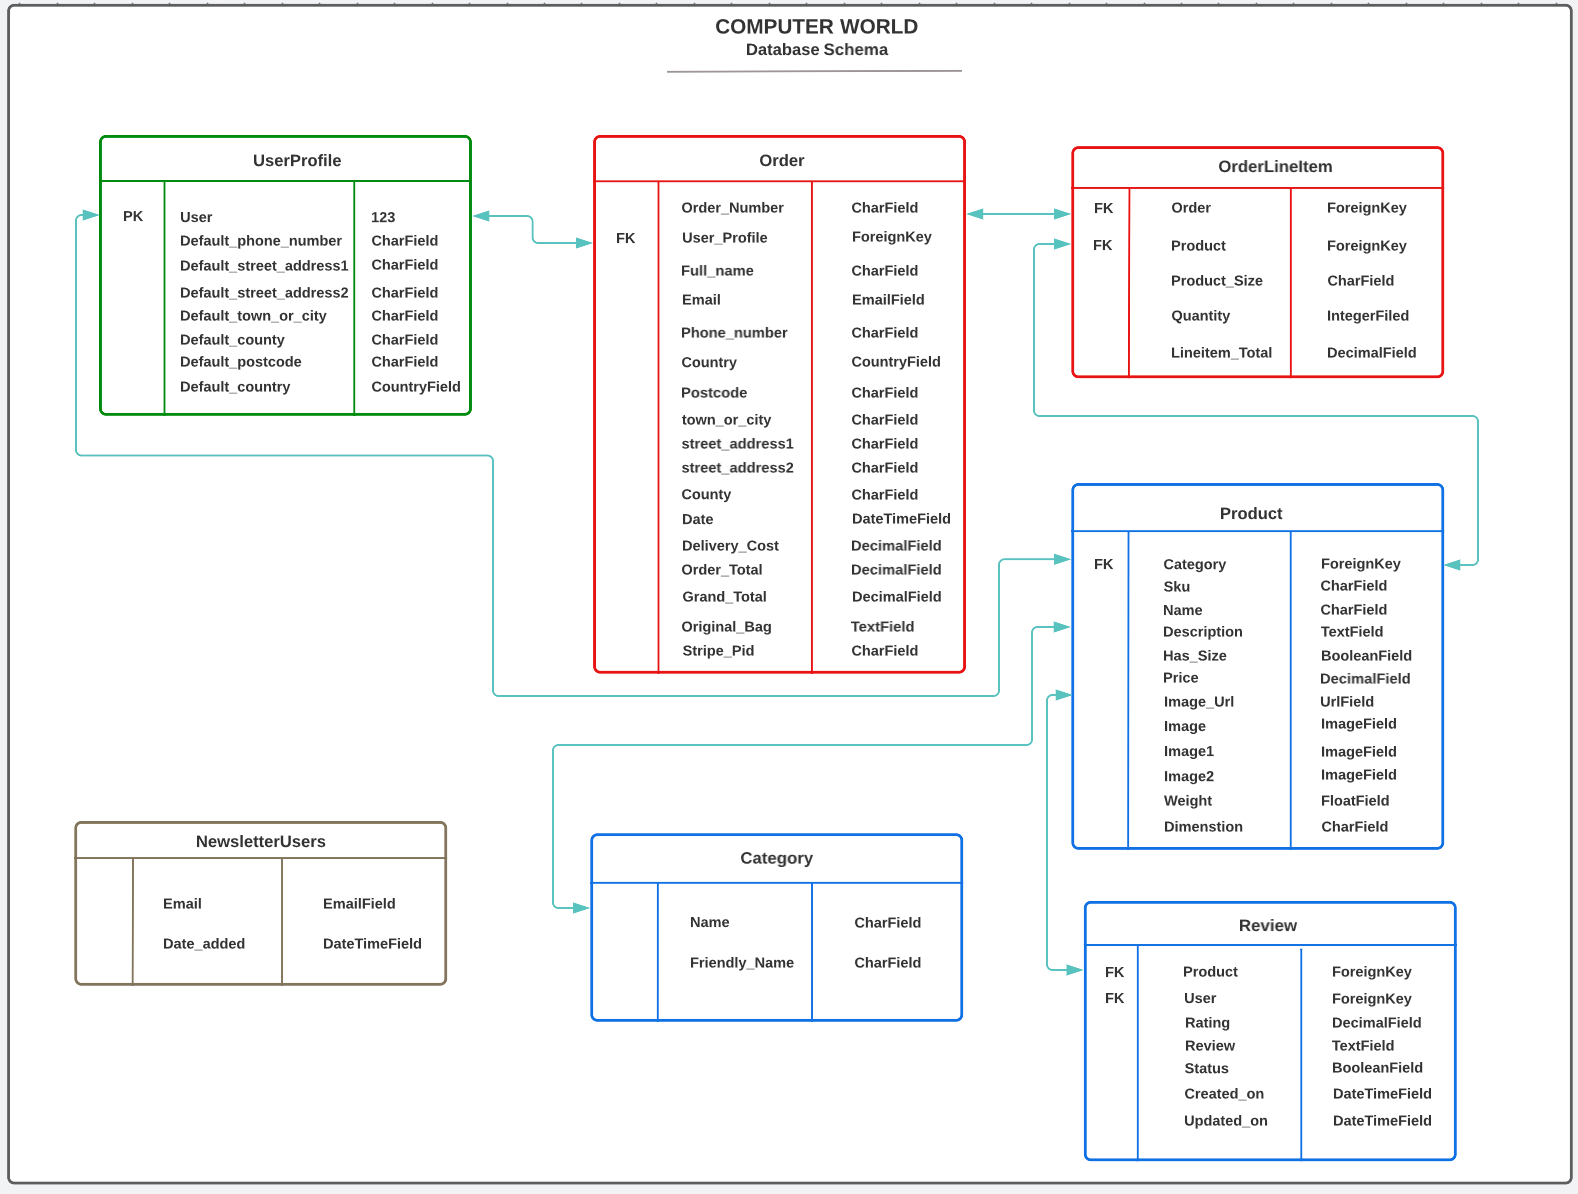 COMPUTER WORLD
Database Schema
UserProfile
PK User 123
Default_phone_number CharField
Default_street_address1 CharField
Default_street_address2 CharField
Default_town_or_city CharField
Default_county CharField
Default_postcode CharField
Default_country CountryField
Order
Order_Number CharField
FK User_Profile ForeignKey
Full_name CharField
Email EmailField
Phone_number CharField
Country CountryField
Postcode CharField
town_or_city CharField
street_address1 CharField
street_address2 CharField
County CharField
Date DateTimeField
Delivery_Cost DecimalField
Order_Total DecimalField
Grand_Total DecimalField
Original_Bag TextField
Stripe_Pid CharField
OrderLineItem
FK Order ForeignKey
FK Product ForeignKey
Product_Size CharField
Quantity IntegerFiled
Lineitem_Total DecimalField
Product
FK Category ForeignKey
Sku CharField
Name CharField
Description TextField
Has_Size BooleanField
Price DecimalField
Image_Url UrlField
Image ImageField
Image1 ImageField
Image2 ImageField
Weight FloatField
Dimenstion CharField
NewsletterUsers
Email EmailField
Date_added DateTimeField
Category
Name CharField
Friendly_Name CharField
Review
FK Product ForeignKey
FK User ForeignKey
Rating DecimalField
Review TextField
Status BooleanField
Created_on DateTimeField
Updated_on DateTimeField